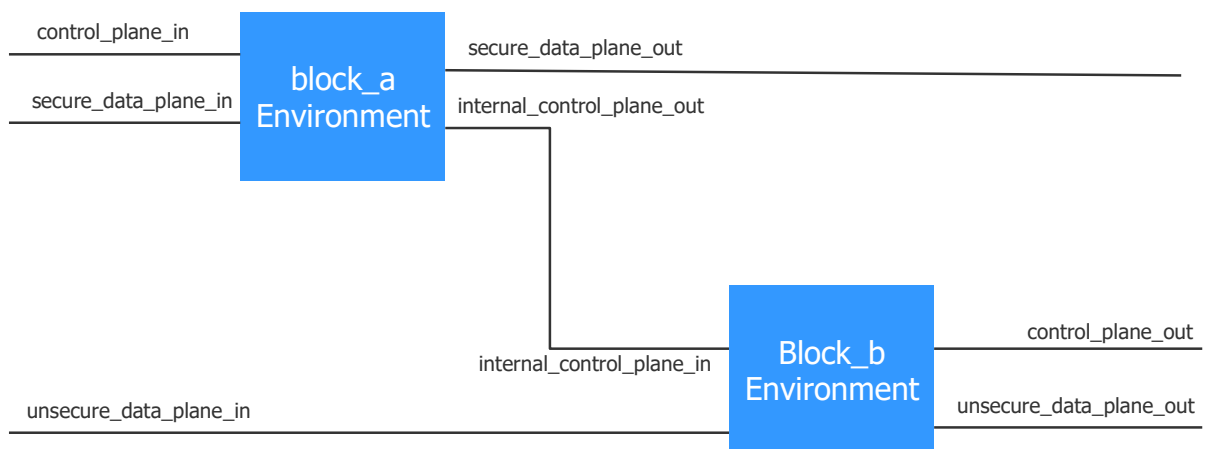 control_plane_in
secure_data_plane_in
block_a
Environment
secure_data_plane_out
internal_control_plane_out
internal_control_plane_in
unsecure_data_plane_in
Block_b
Environment
control_plane_out
unsecure_data_plane_out